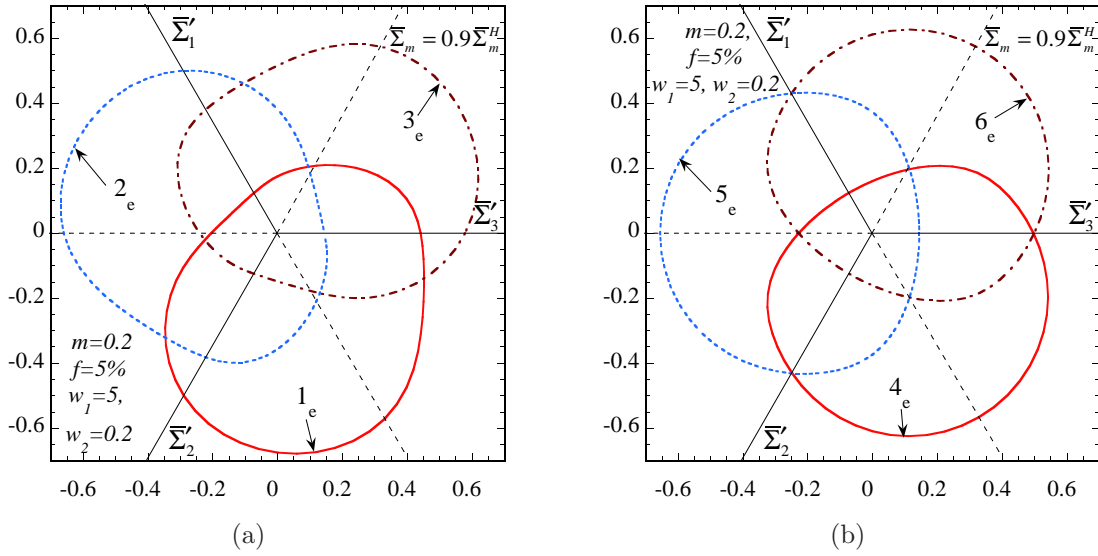 Σ̅′₁
Σ̅ₘ = 0.9Σ̅ₘᴴ
3ₑ
2ₑ
Σ̅′₃
m=0.2
f=5%
w₁=5,
w₂=0.2
1ₑ
Σ̅′₂
0.6
0.4
0.2
0
-0.2
-0.4
-0.6
-0.6 -0.4 -0.2 0 0.2 0.4 0.6
(a)
m=0.2,
f=5%
w₁=5, w₂=0.2
Σ̅′₁
Σ̅ₘ = 0.9Σ̅ₘᴴ
6ₑ
5ₑ
Σ̅′₃
4ₑ
Σ̅′₂
0.6
0.4
0.2
0
-0.2
-0.4
-0.6
-0.6 -0.4 -0.2 0 0.2 0.4 0.6
(b)